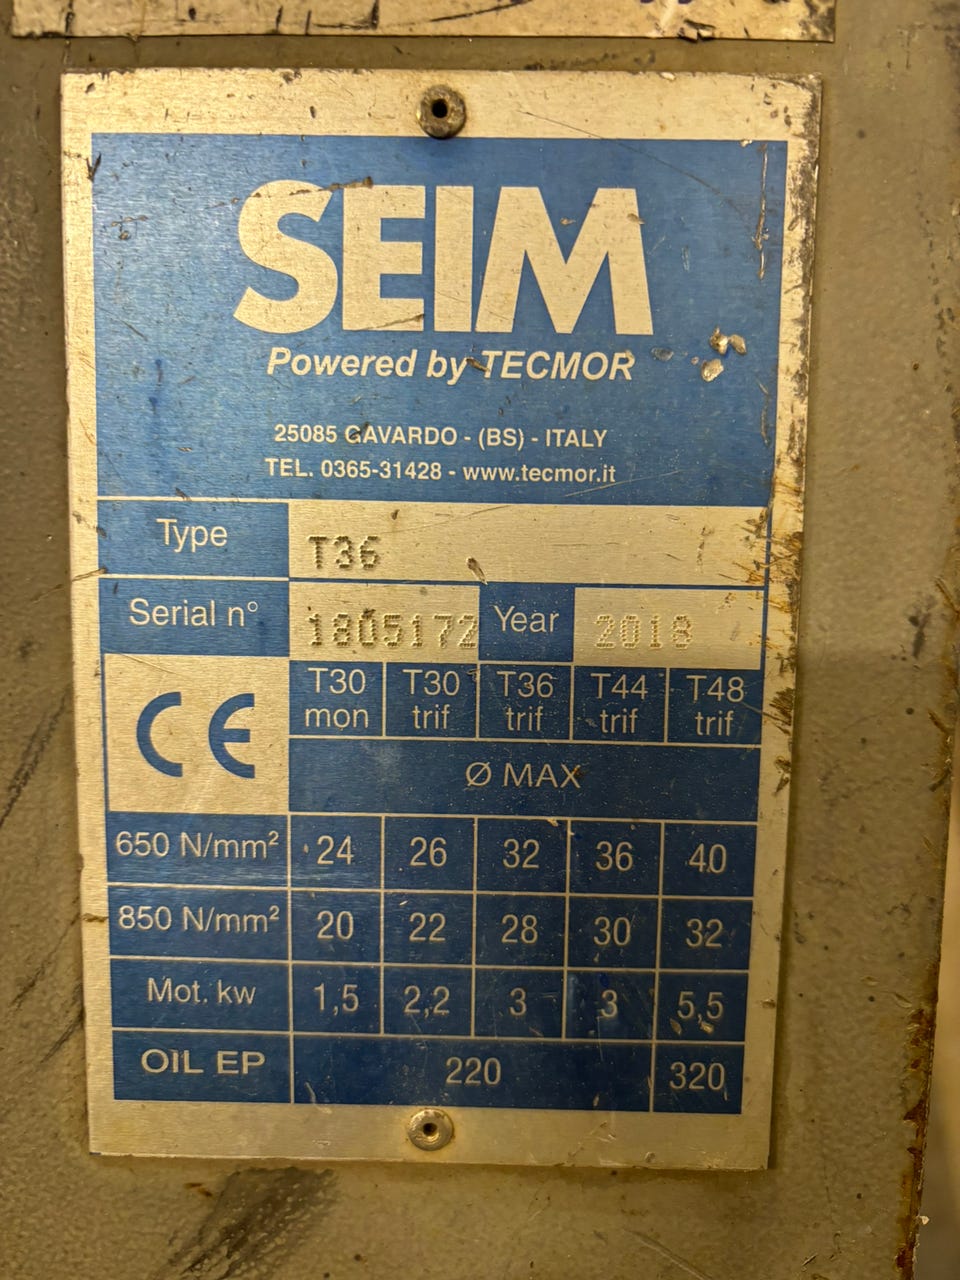 SEIM
Powered by TECMOR
25085 GAVARDO - (BS) - ITALY
TEL. 0365-31428 - www.tecmor.it
Type T36
Serial n° 1805172 Year 2018
CE T30 mon T30 trif T36 trif T44 trif T48 trif
Ø MAX
650 N/mm² 24 26 32 36 40
850 N/mm² 20 22 28 30 32
Mot. kw 1,5 2,2 3 3 5,5
OIL EP 220 320